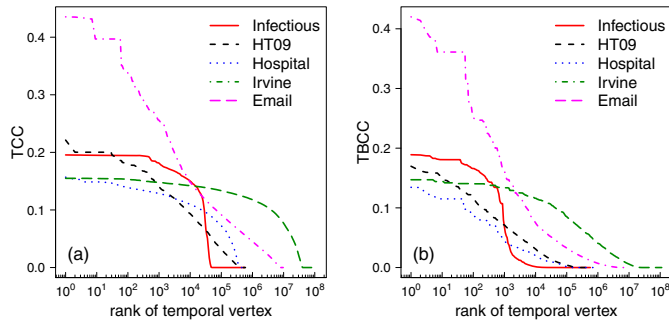 TCC
0.4
0.3
0.2
0.1
0.0
Infectious
HT09
Hospital
Irvine
Email
(a)
10^0 10^1 10^2 10^3 10^4 10^5 10^6 10^7 10^8
rank of temporal vertex
TBCC
0.4
0.3
0.2
0.1
0.0
Infectious
HT09
Hospital
Irvine
Email
(b)
10^0 10^1 10^2 10^3 10^4 10^5 10^6 10^7 10^8
rank of temporal vertex